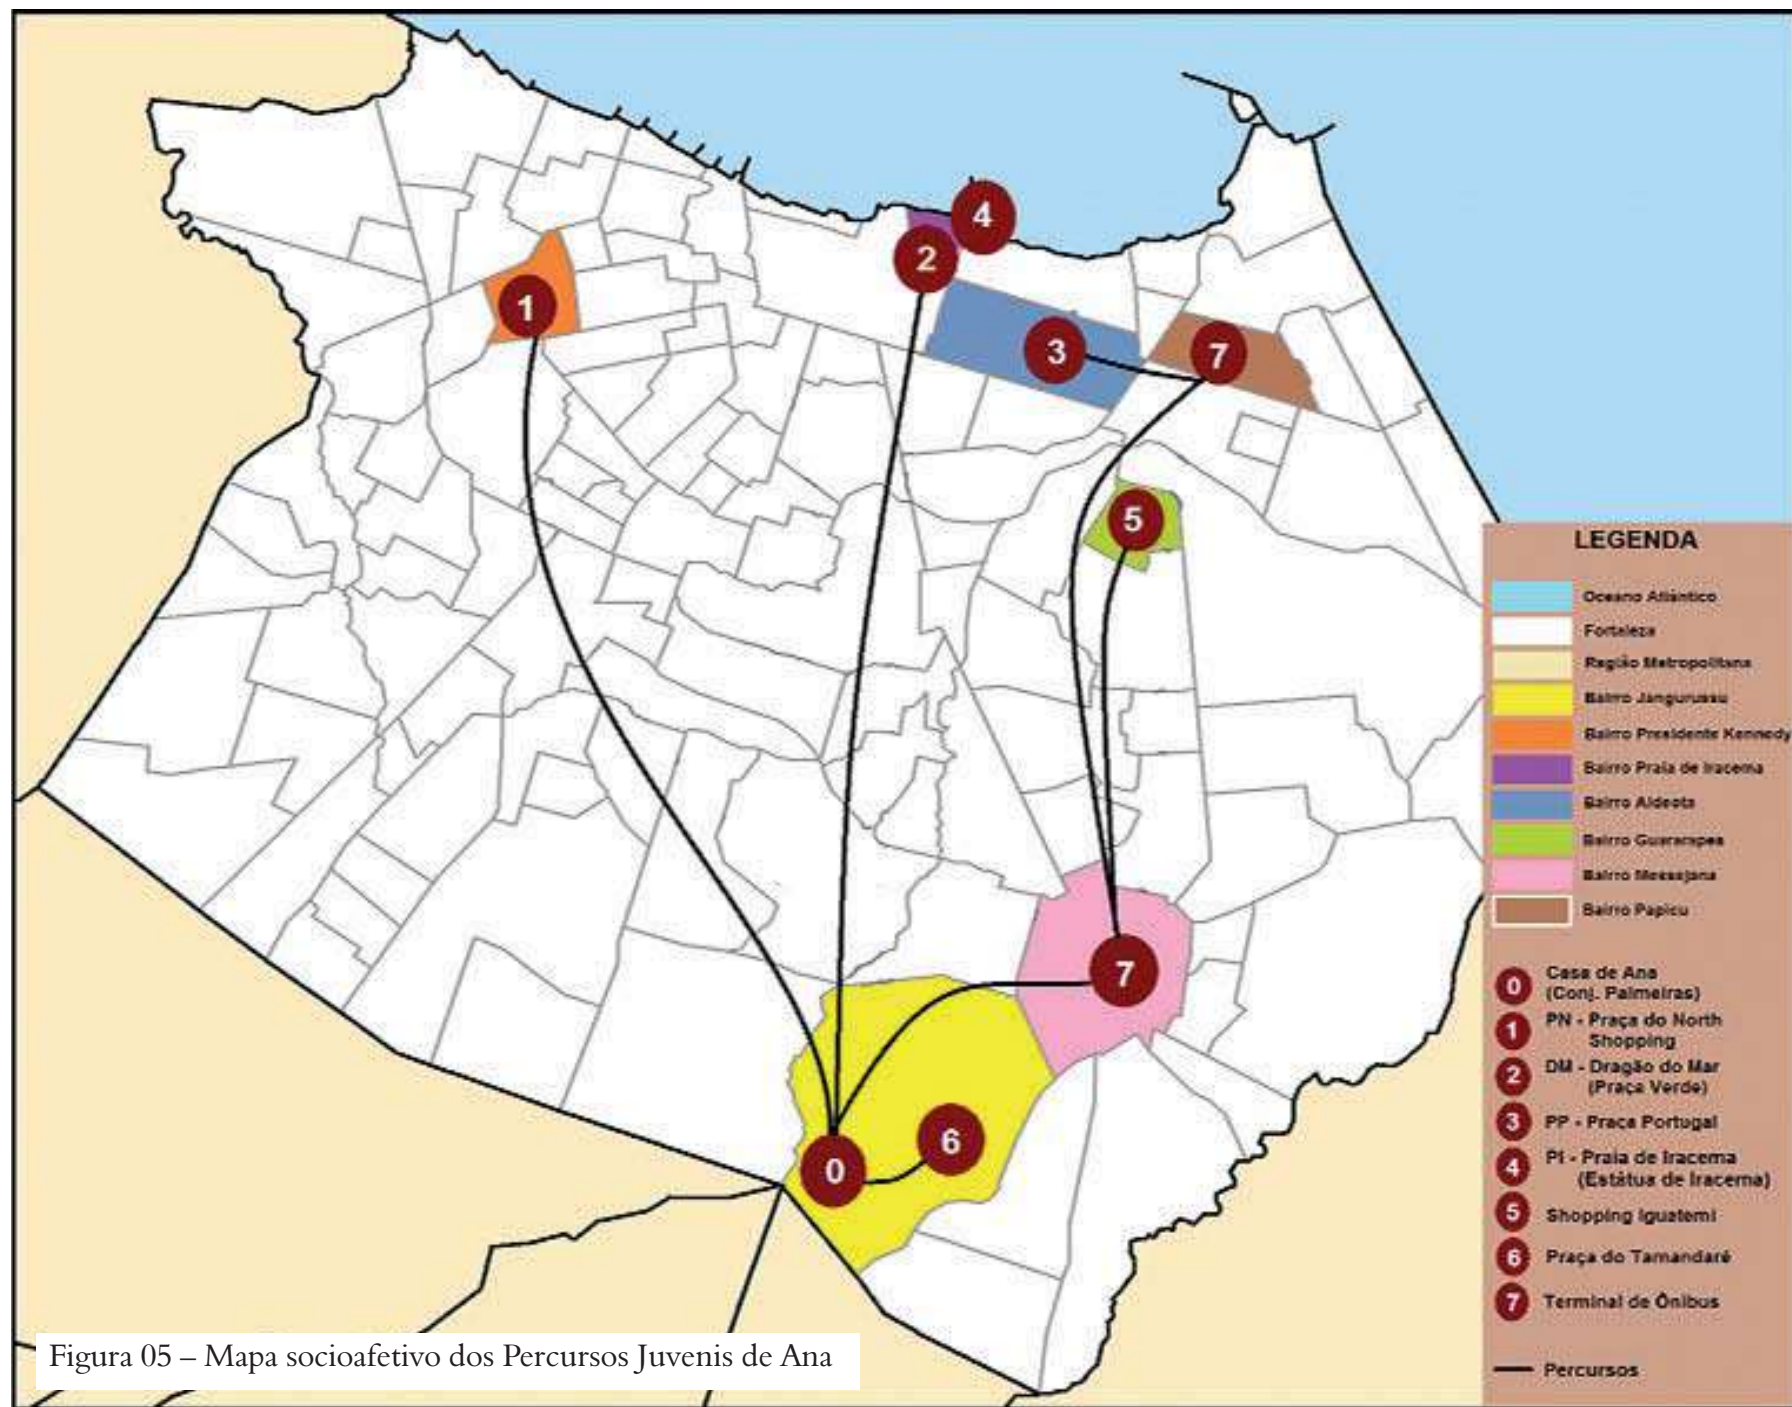 1
4
2
3
7
5
7
6
0
Figura 05 – Mapa socioafetivo dos Percursos Juvenis de Ana
LEGENDA
Oceano Atlântico
Fortaleza
Região Metropolitana
Bairro Jangurussu
Bairro Presidente Kennedy
Bairro Praia de Iracema
Bairro Aldeota
Bairro Guararapes
Bairro Messejana
Bairro Papicu
0 Casa de Ana
(Conj. Palmeiras)
1 PN - Praça do North
Shopping
2 DM - Dragão do Mar
(Praça Verde)
3 PP - Praca Portugal
4 PI - Praia de Iracema
(Estátua de Iracema)
5 Shopping Iguatemi
6 Praça do Tamandaré
7 Terminal de Ônibus
Percursos